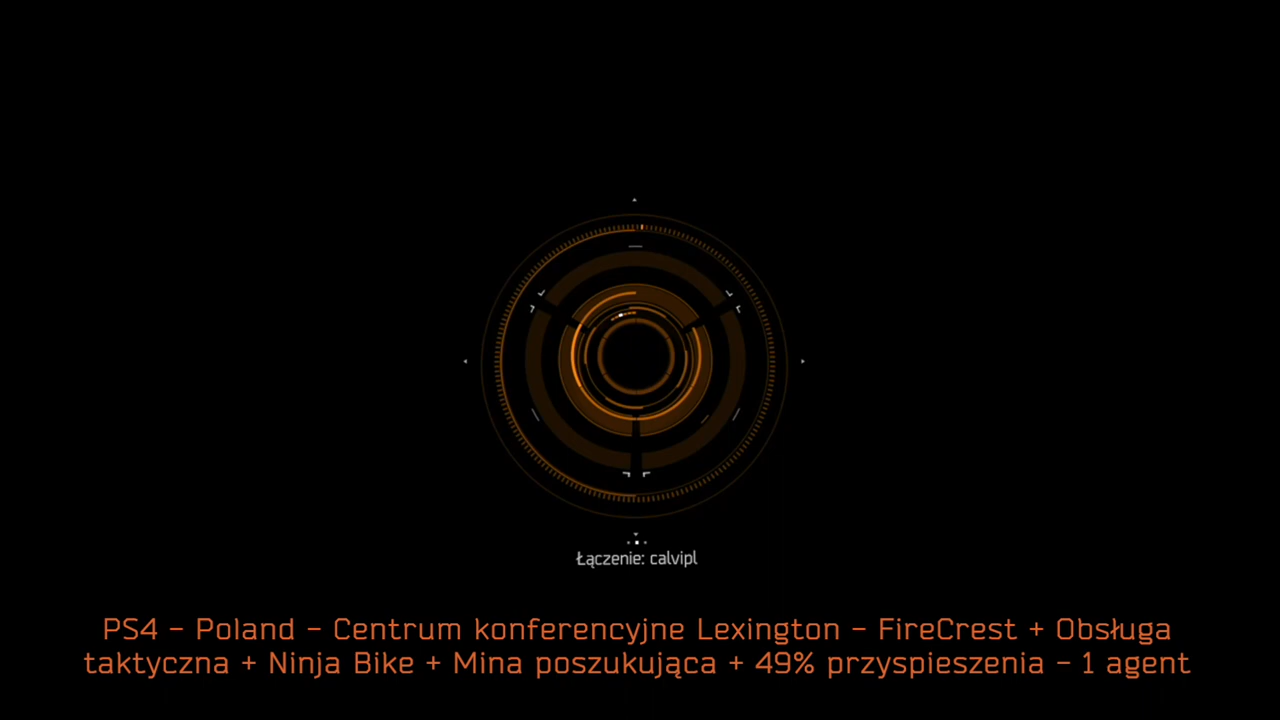 Łączenie: calvipl
PS4 - Poland - Centrum konferencyjne Lexington - FireCrest + Obsługa
taktyczna + Ninja Bike + Mina poszukująca + 49% przyspieszenia - 1 agent